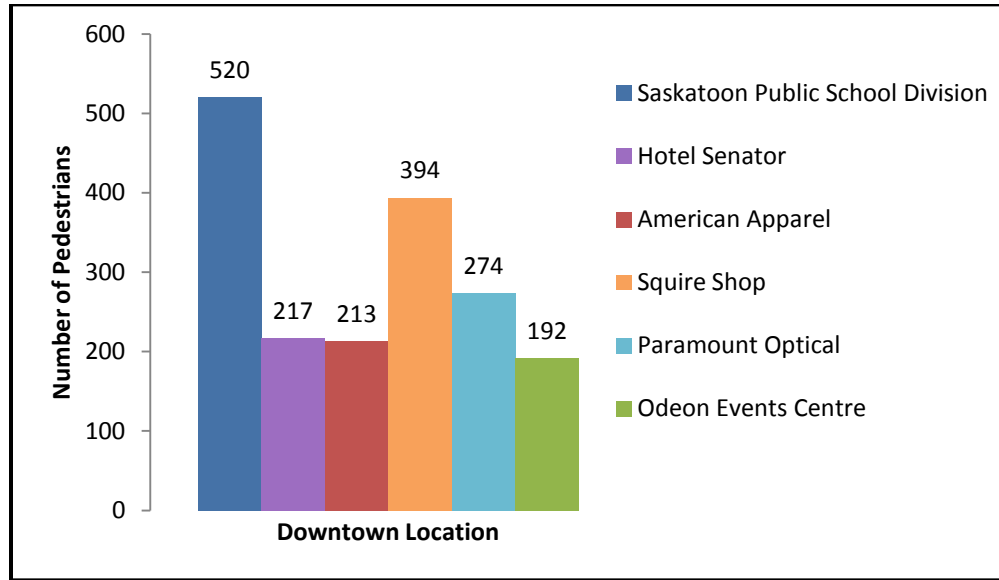 600
500
400
300
200
100
0
Number of Pedestrians
520
217
213
394
274
192
Downtown Location
Saskatoon Public School Division
Hotel Senator
American Apparel
Squire Shop
Paramount Optical
Odeon Events Centre